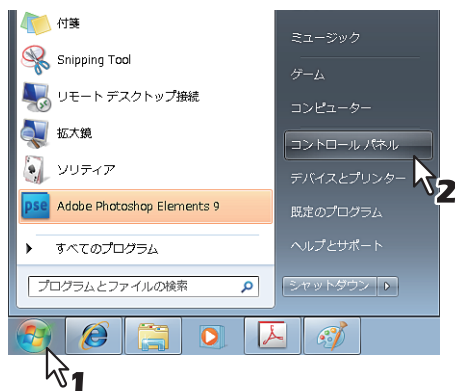 付箋
Snipping Tool
リモート デスクトップ接続
拡大鏡
ソリティア
pse Adobe Photoshop Elements 9
すべてのプログラム
プログラムとファイルの検索
ミュージック
ゲーム
コンピューター
コントロール パネル
デバイスとプリンター
既定のプログラム
ヘルプとサポート
シャットダウン
2
1